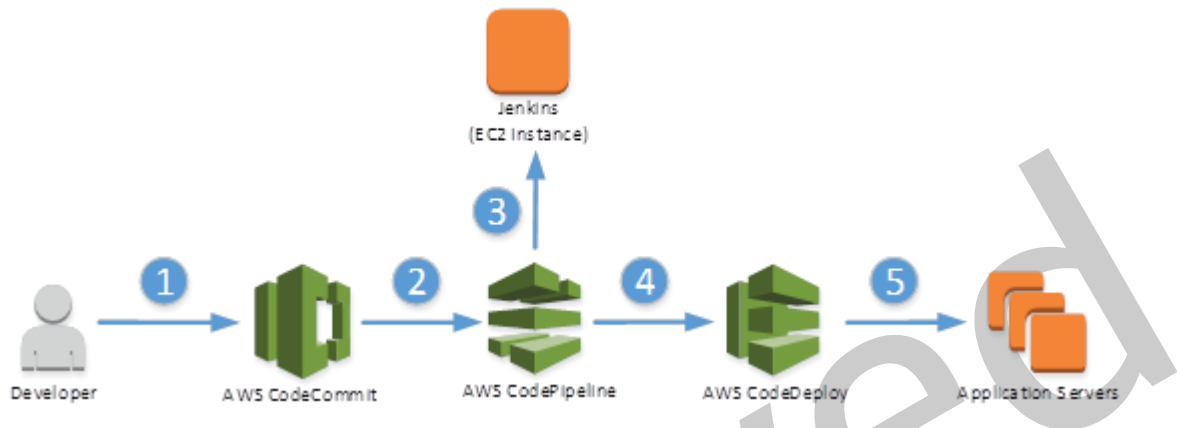 Jenkins
(EC2 Instance)
3
1
2
4
5
Developer
AWS CodeCommit
AWS CodePipeline
AWS CodeDeploy
Application Servers